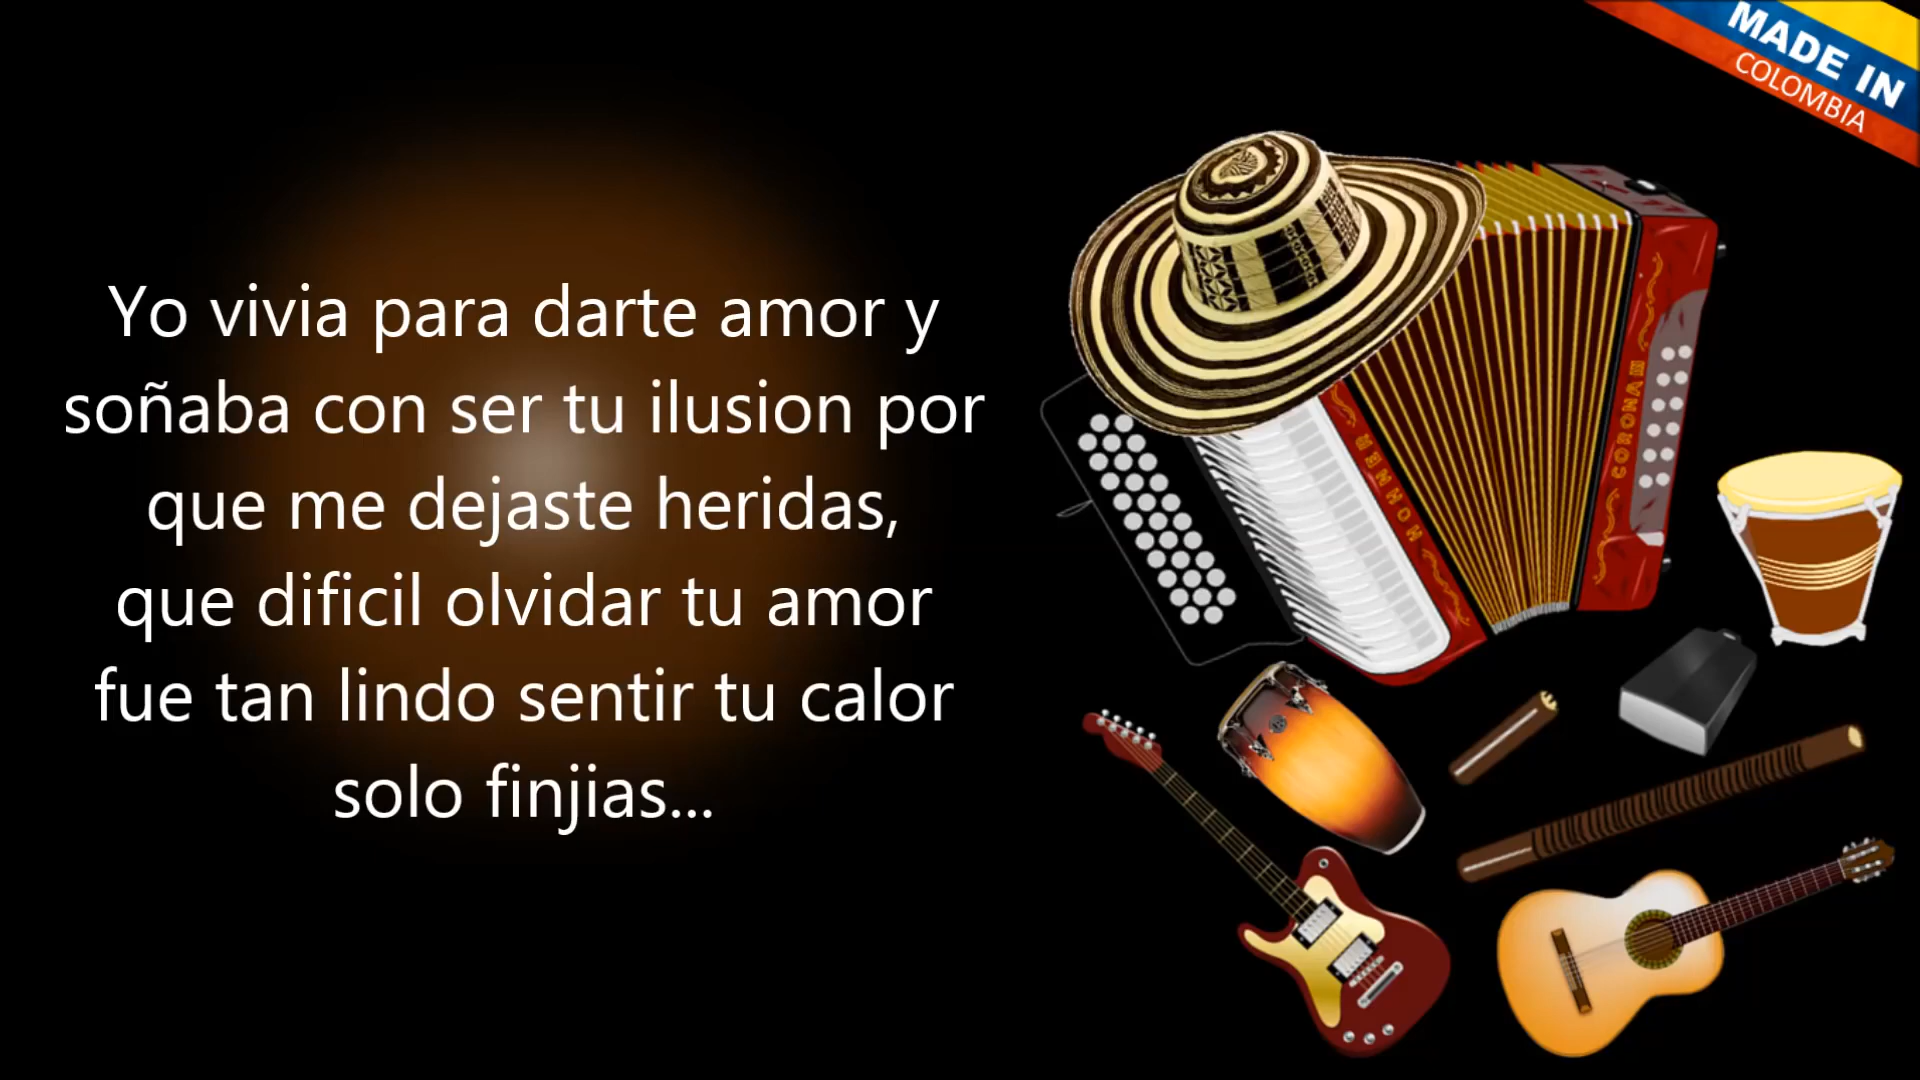 MADE IN
COLOMBIA
Yo vivia para darte amor y
soñaba con ser tu ilusion por
que me dejaste heridas,
que dificil olvidar tu amor
fue tan lindo sentir tu calor
solo finjias...
HOHNER
CORONA III